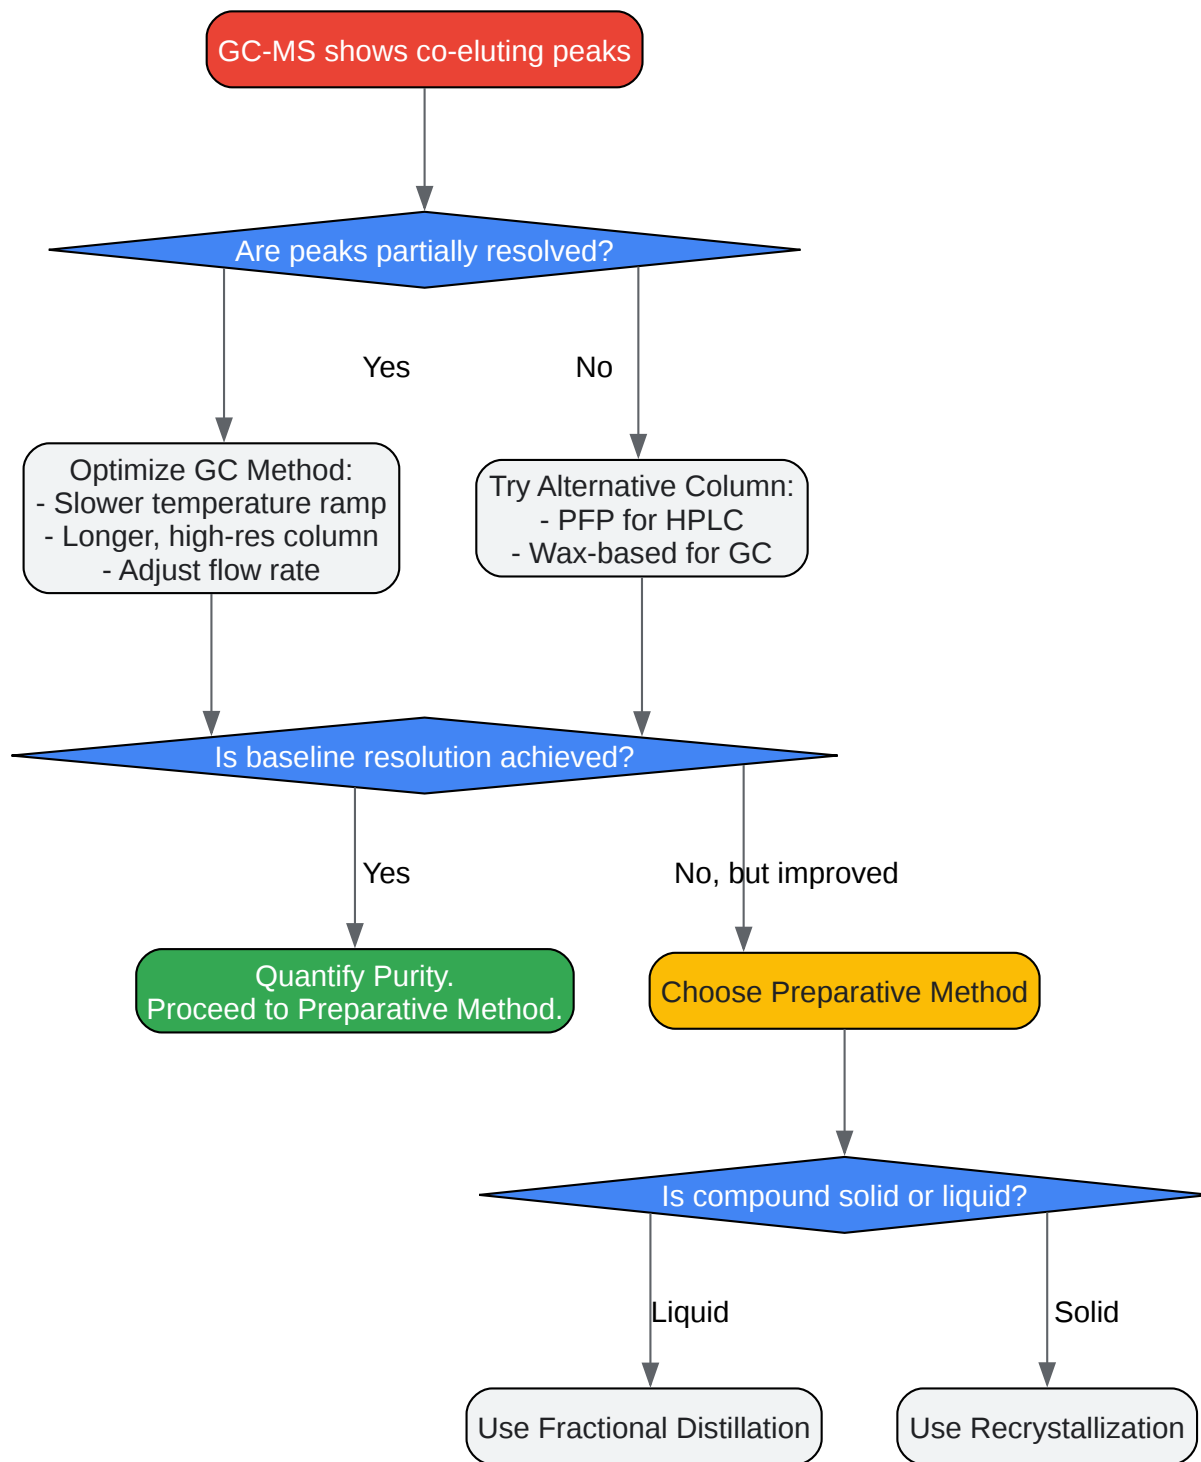 GC-MS shows co-eluting peaks
Are peaks partially resolved?
Yes
No
Optimize GC Method:
- Slower temperature ramp
- Longer, high-res column
- Adjust flow rate
Try Alternative Column:
- PFP for HPLC
- Wax-based for GC
Is baseline resolution achieved?
Yes
No, but improved
Quantify Purity.
Proceed to Preparative Method.
Choose Preparative Method
Is compound solid or liquid?
Liquid
Solid
Use Fractional Distillation
Use Recrystallization